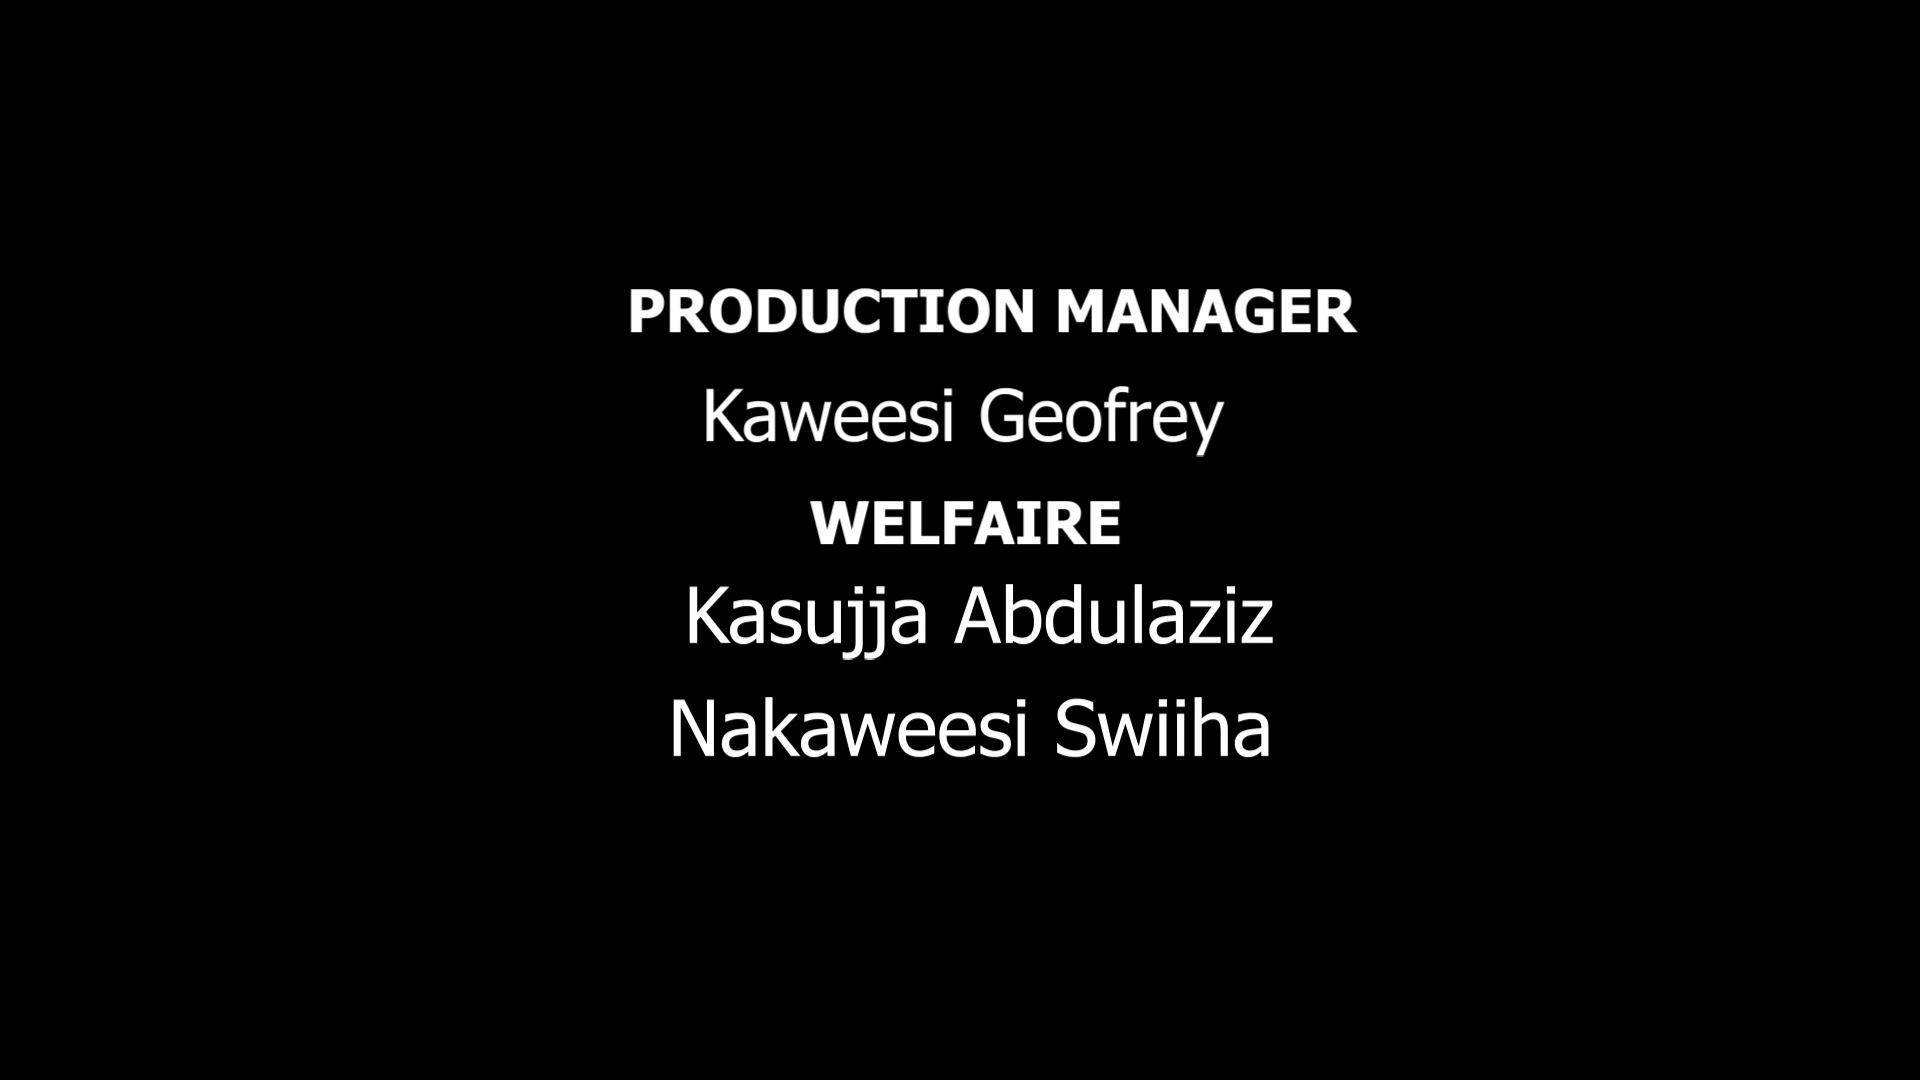 PRODUCTION MANAGER
Kaweesi Geofrey
WELFAIRE
Kasujja Abdulaziz
Nakaweesi Swiiha